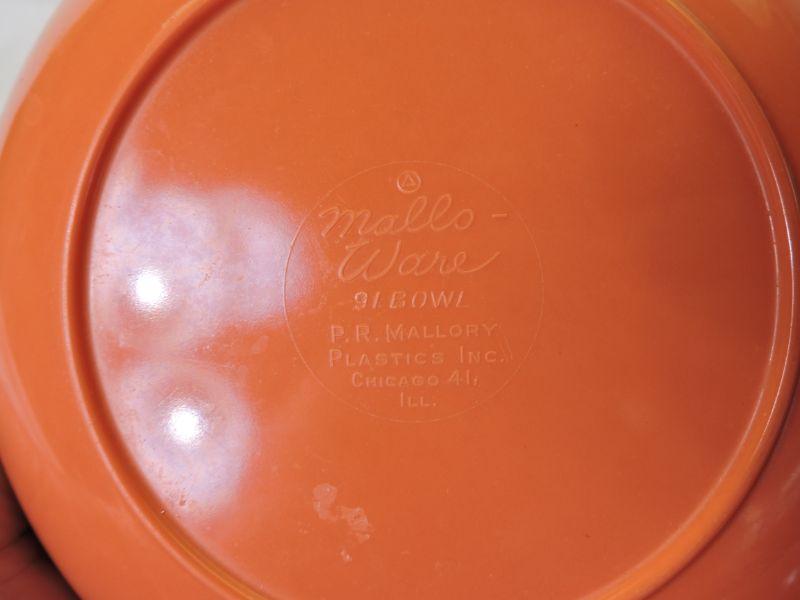 Mallo-
Ware
91 BOWL
P.R. MALLORY
PLASTICS INC.
CHICAGO 41,
ILL.